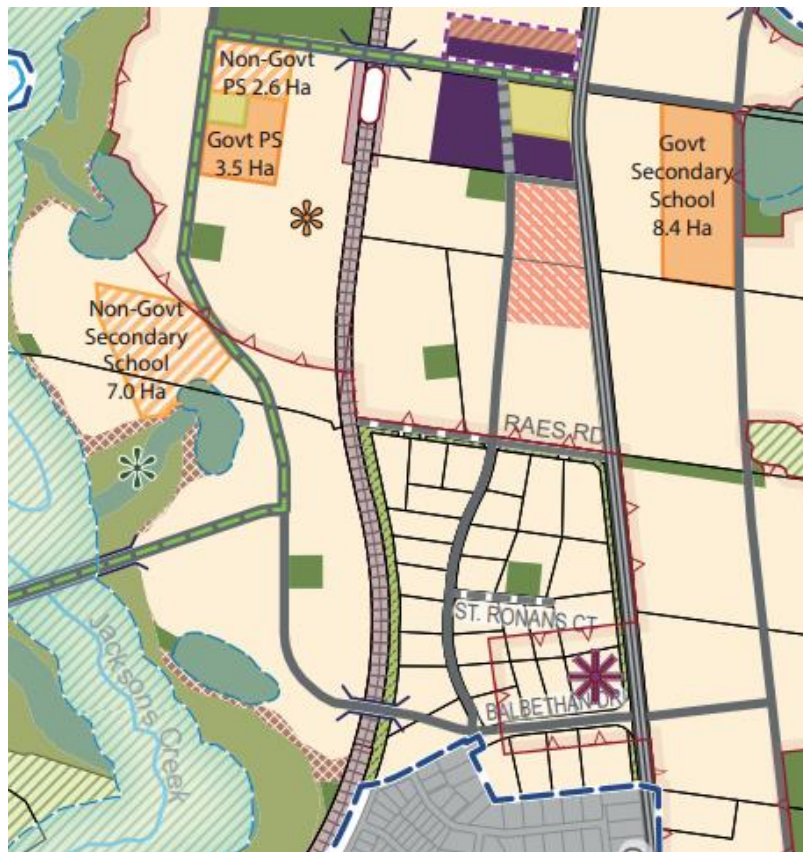 Non-Govt
PS 2.6 Ha
Govt PS
3.5 Ha
Govt
Secondary
School
8.4 Ha
Non-Govt
Secondary
School
7.0 Ha
RAES RD
ST. RONANS CT
BALBETHAN DR
Jacksons Creek